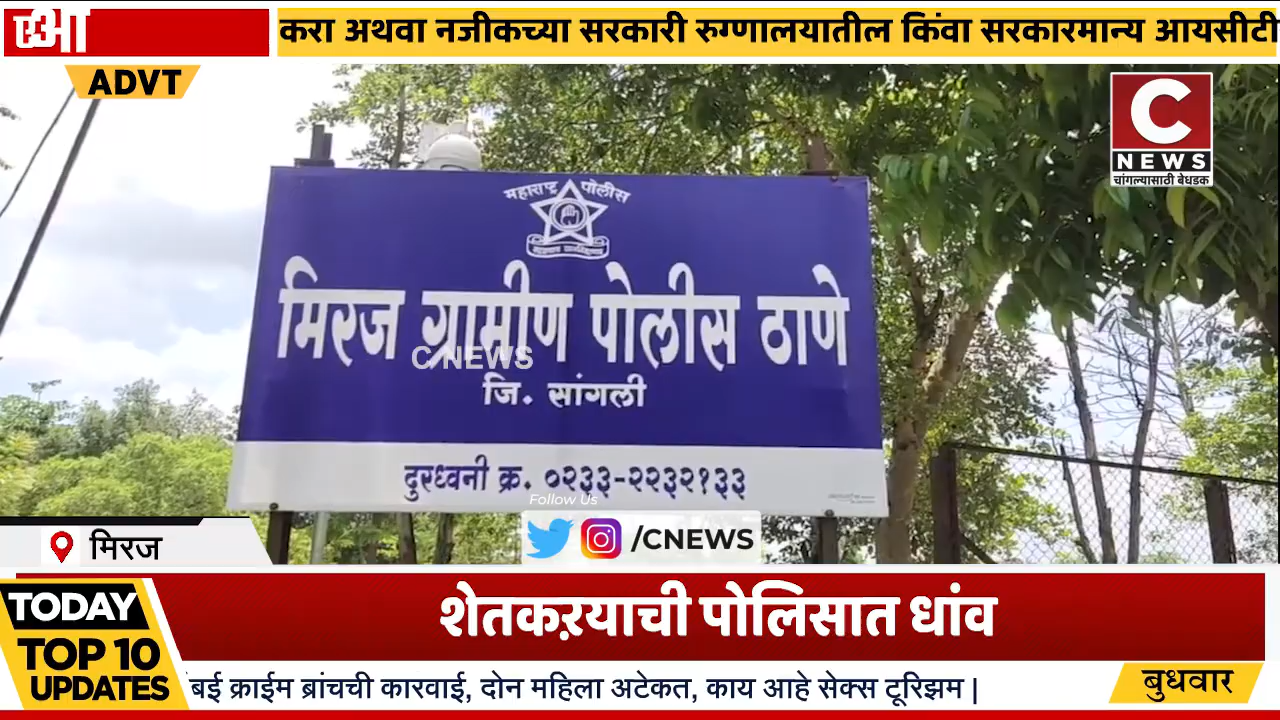 करा अथवा नजीकच्या सरकारी रुग्णालयातील किंवा सरकारमान्य आयसीटी
ADVT
C
NEWS
चांगल्यासाठी बेधडक
महाराष्ट्र पोलीस
मिरज ग्रामीण पोलीस ठाणे
C NEWS
जि. सांगली
दुरध्वनी क्र. ०२३३-२२३२१३३
Follow Us
/CNEWS
मिरज
शेतकऱयाची पोलिसात धांव
TODAY
TOP 10
UPDATES
बई क्राईम ब्रांचची कारवाई, दोन महिला अटेकत, काय आहे सेक्स टूरिझम |
बुधवार